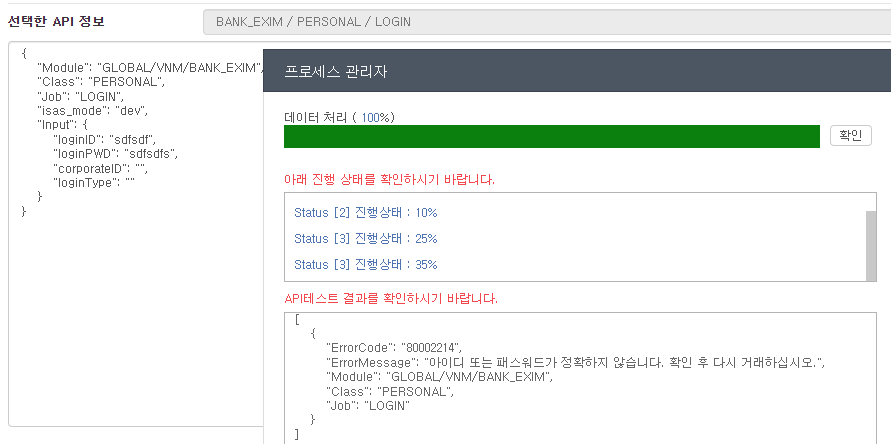 선택한 API 정보
BANK_EXIM / PERSONAL / LOGIN
{
"Module": "GLOBAL/VNM/BANK_EXIM",
"Class": "PERSONAL",
"Job": "LOGIN",
"isas_mode": "dev",
"Input": {
"loginID": "sdfsdf",
"loginPWD": "sdfsdfs",
"corporateID": "",
"loginType": ""
}
}
프로세스 관리자
데이터 처리 ( 100%)
확인
아래 진행 상태를 확인하시기 바랍니다.
Status [2] 진행상태 : 10%
Status [3] 진행상태 : 25%
Status [3] 진행상태 : 35%
API테스트 결과를 확인하시기 바랍니다.
[
{
"ErrorCode": "80002214",
"ErrorMessage": "아이디 또는 패스워드가 정확하지 않습니다. 확인 후 다시 거래하십시오.",
"Module": "GLOBAL/VNM/BANK_EXIM",
"Class": "PERSONAL",
"Job": "LOGIN"
}
]